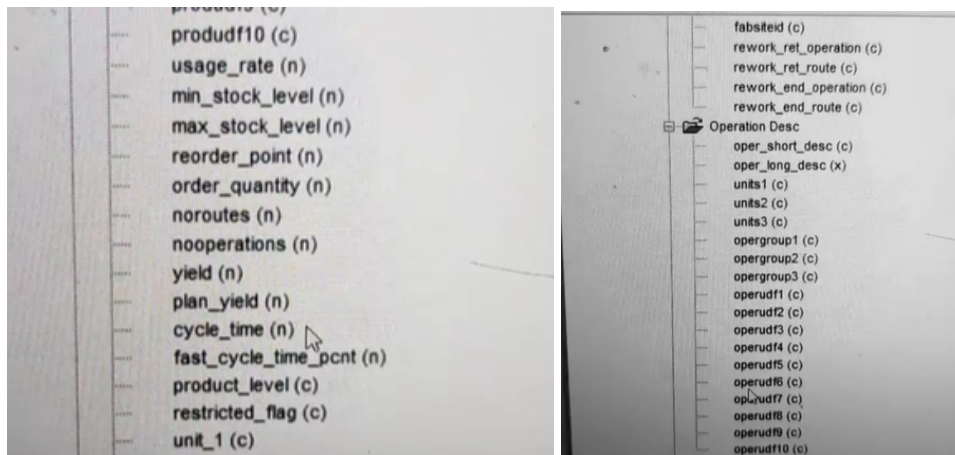 produdf9 (c)
produdf10 (c)
usage_rate (n)
min_stock_level (n)
max_stock_level (n)
reorder_point (n)
order_quantity (n)
noroutes (n)
nooperations (n)
yield (n)
plan_yield (n)
cycle_time (n)
fast_cycle_time_pcnt (n)
product_level (c)
restricted_flag (c)
unit_1 (c)
fabsiteid (c)
rework_ret_operation (c)
rework_ret_route (c)
rework_end_operation (c)
rework_end_route (c)
Operation Desc
oper_short_desc (c)
oper_long_desc (x)
units1 (c)
units2 (c)
units3 (c)
opergroup1 (c)
opergroup2 (c)
opergroup3 (c)
operudf1 (c)
operudf2 (c)
operudf3 (c)
operudf4 (c)
operudf5 (c)
operudf6 (c)
operudf7 (c)
operudf8 (c)
operudf9 (c)
operudf10 (c)